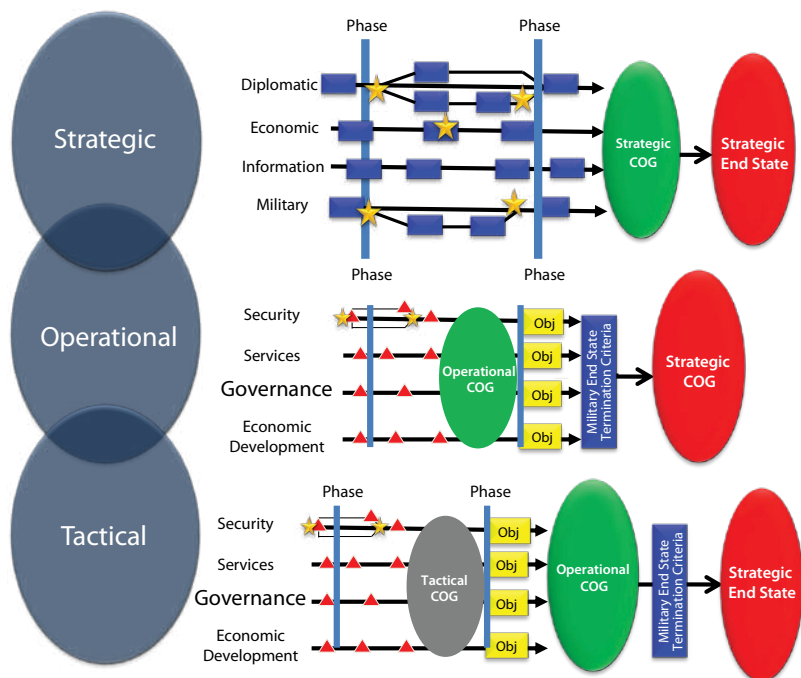 Strategic
Operational
Tactical
Phase
Phase
Diplomatic
Economic
Information
Military
Strategic
COG
Strategic
End State
Phase
Phase
Security
Services
Governance
Economic
Development
Operational
COG
Obj
Obj
Obj
Obj
Military End State
Termination Criteria
Strategic
COG
Phase
Phase
Security
Services
Governance
Economic
Development
Tactical
COG
Obj
Obj
Obj
Obj
Operational
COG
Military End State
Termination Criteria
Strategic
End State